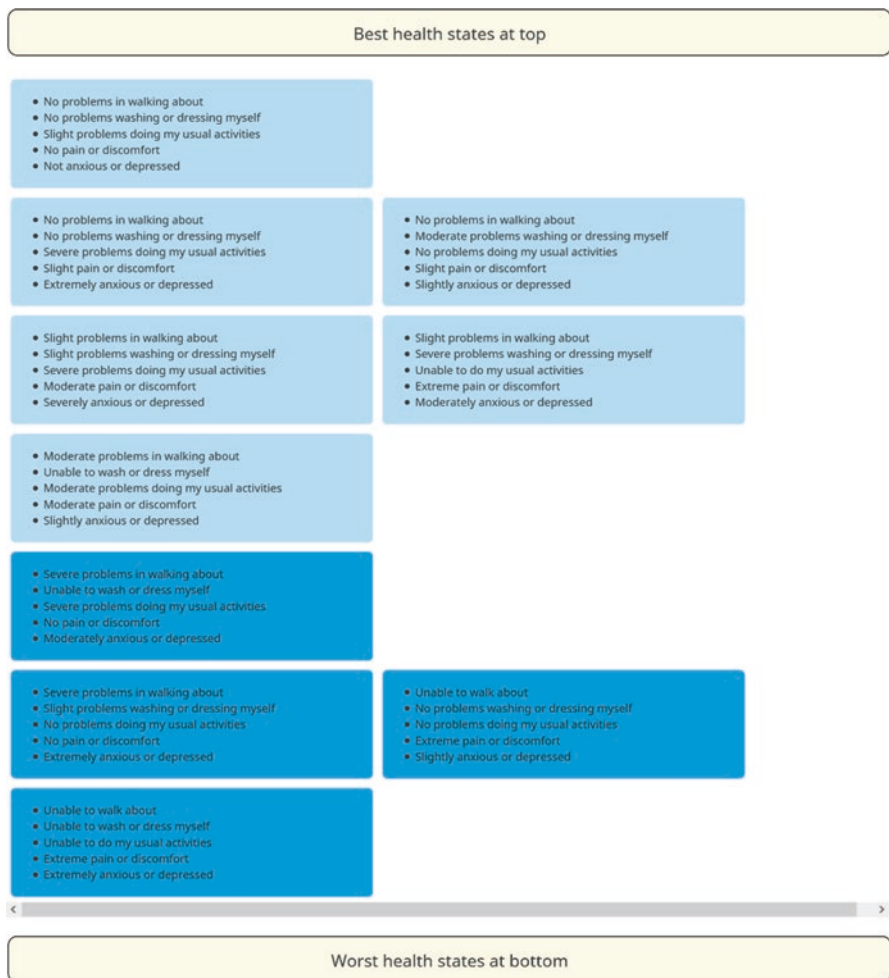 Best health states at top
• No problems in walking about
• No problems washing or dressing myself
• Slight problems doing my usual activities
• No pain or discomfort
• Not anxious or depressed
• No problems in walking about
• No problems washing or dressing myself
• Severe problems doing my usual activities
• Slight pain or discomfort
• Extremely anxious or depressed
• No problems in walking about
• Moderate problems washing or dressing myself
• No problems doing my usual activities
• Slight pain or discomfort
• Slightly anxious or depressed
• Slight problems in walking about
• Slight problems washing or dressing myself
• Severe problems doing my usual activities
• Moderate pain or discomfort
• Severely anxious or depressed
• Slight problems in walking about
• Severe problems washing or dressing myself
• Unable to do my usual activities
• Extreme pain or discomfort
• Moderately anxious or depressed
• Moderate problems in walking about
• Unable to wash or dress myself
• Moderate problems doing my usual activities
• Moderate pain or discomfort
• Slightly anxious or depressed
• Severe problems in walking about
• Unable to wash or dress myself
• Severe problems doing my usual activities
• No pain or discomfort
• Moderately anxious or depressed
• Severe problems in walking about
• Slight problems washing or dressing myself
• No problems doing my usual activities
• No pain or discomfort
• Extremely anxious or depressed
• Unable to walk about
• No problems washing or dressing myself
• No problems doing my usual activities
• Extreme pain or discomfort
• Slightly anxious or depressed
• Unable to walk about
• Unable to wash or dress myself
• Unable to do my usual activities
• Extreme pain or discomfort
• Extremely anxious or depressed
Worst health states at bottom